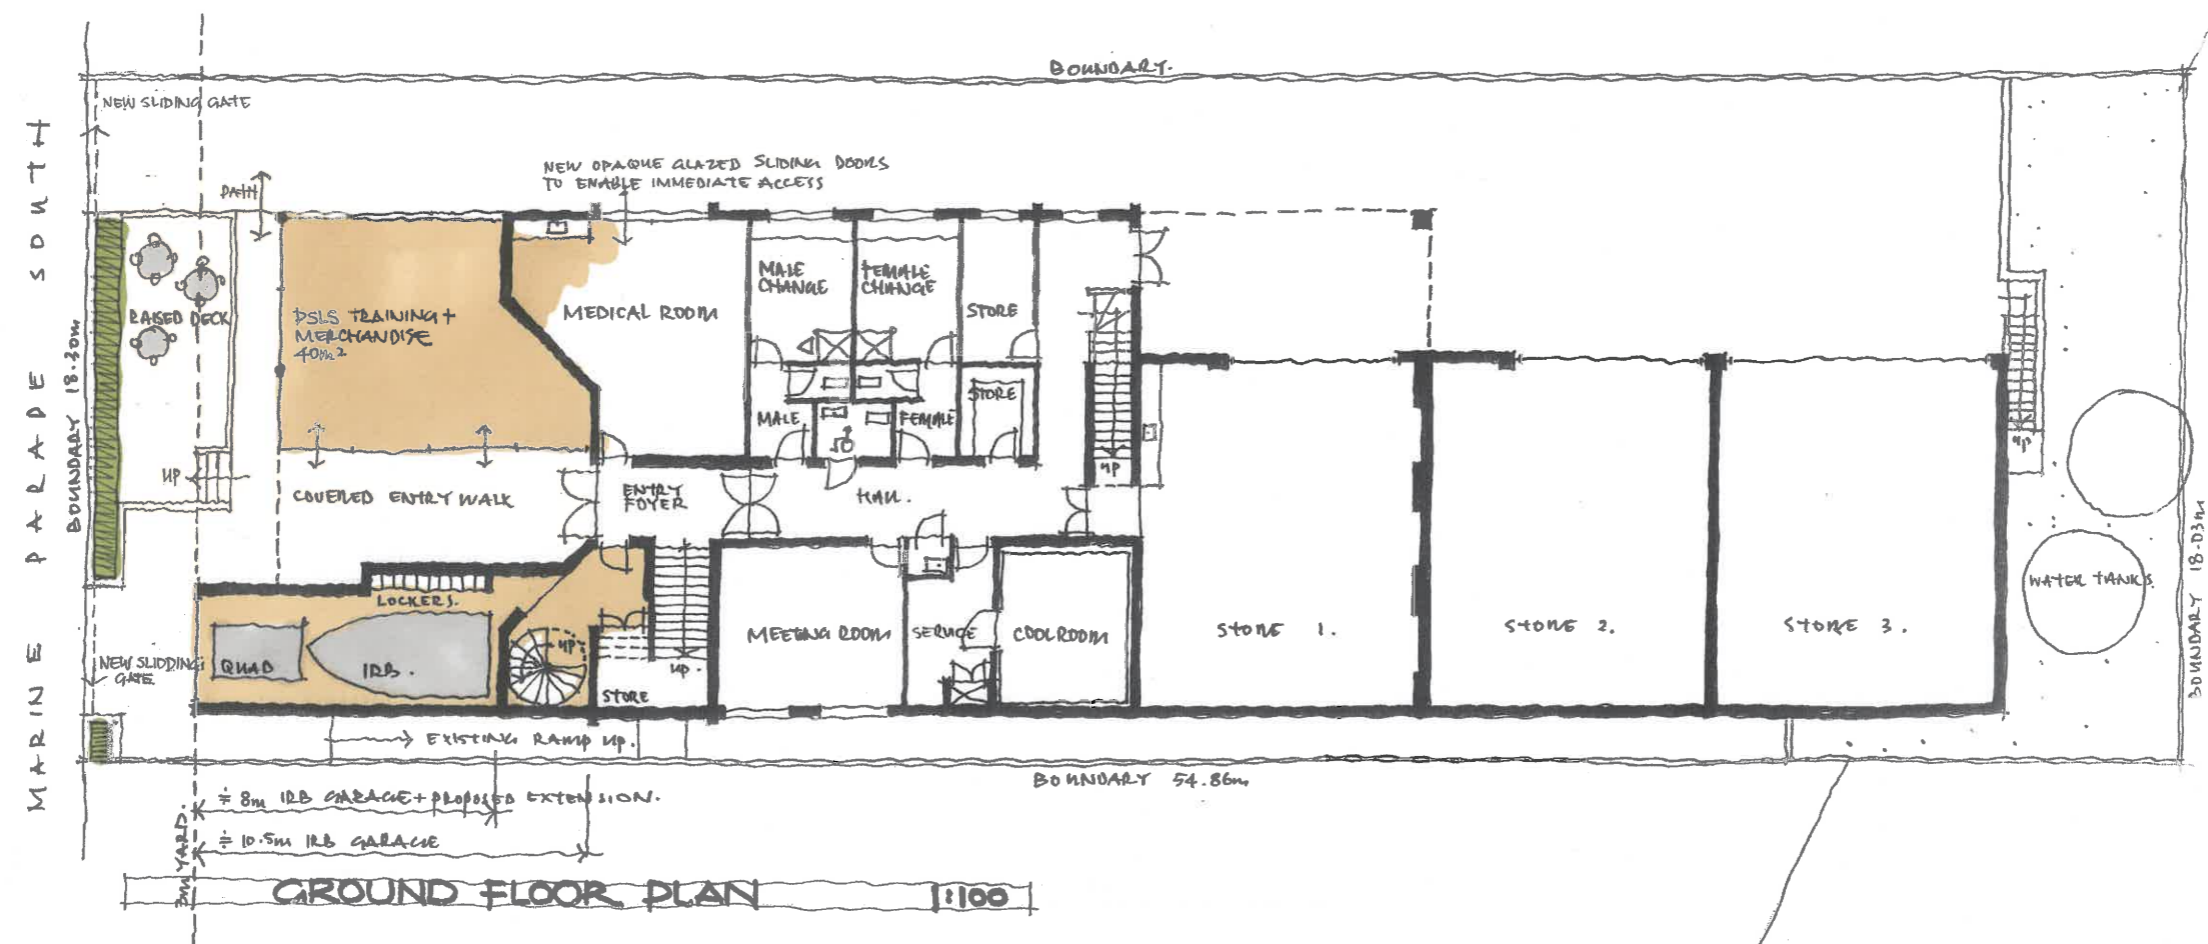 BOUNDARY.
NEW SLIDING GATE
NEW OPAQUE GLAZED SLIDING DOORS
TO ENABLE IMMEDIATE ACCESS
PATH
MARINE PARADE SOUTH
BOUNDARY 18.30m
RAISED DECK
UP
PSLS TRAINING +
MERCHANDISE
40m²
MEDICAL ROOM
MALE
CHANGE
FEMALE
CHANGE
STORE
STORE
MALE
FEMALE
UP
COVERED ENTRY WALK
ENTRY
FOYER
HALL.
LOCKERS.
QUAD
IRB.
UP
UP.
STORE
MEETING ROOM
SERVICE
COOLROOM
STORE 1.
STORE 2.
STORE 3.
UP
WATER TANKS.
BOUNDARY 18.03m
NEW SLIDDING
GATE.
EXISTING RAMP UP.
BOUNDARY 54.86m
≑ 8m IRB GARAGE + PROPOSED EXTENSION.
≑ 10.5m IRB GARAGE
3m YARD.
GROUND FLOOR PLAN 1:100